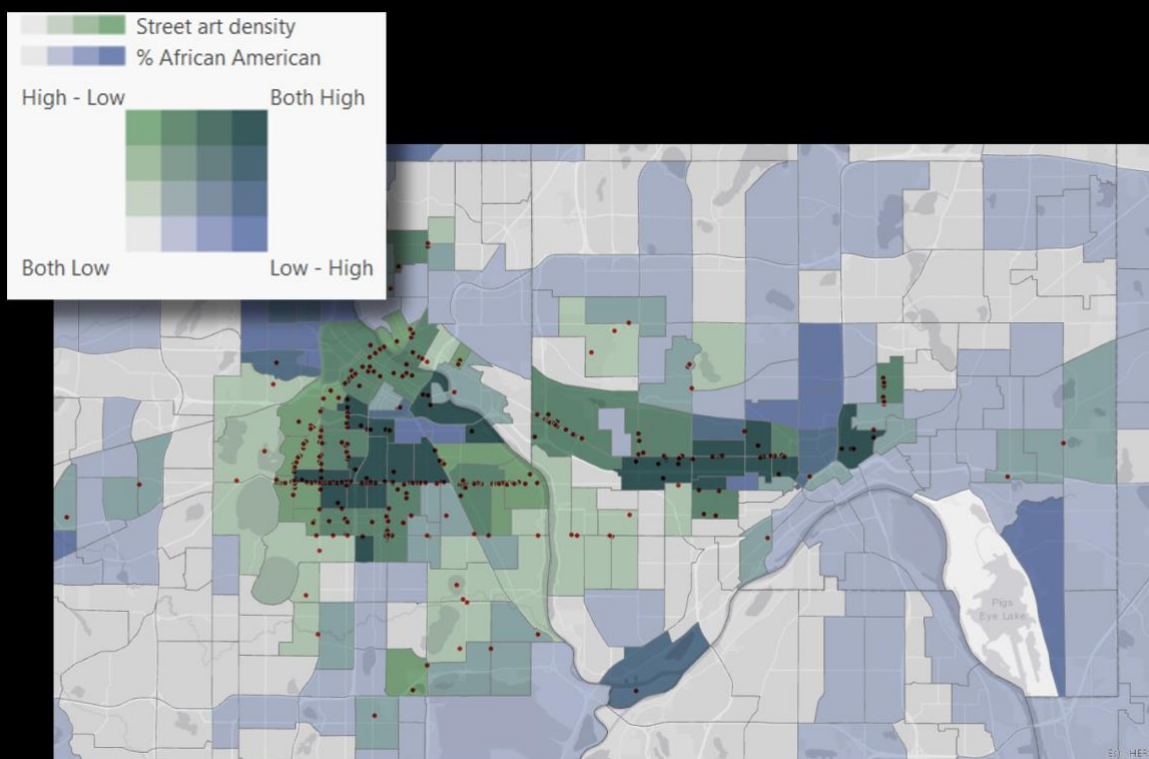 Street art density
% African American
High - Low
Both High
Both Low
Low - High
Pigs
Eye Lake